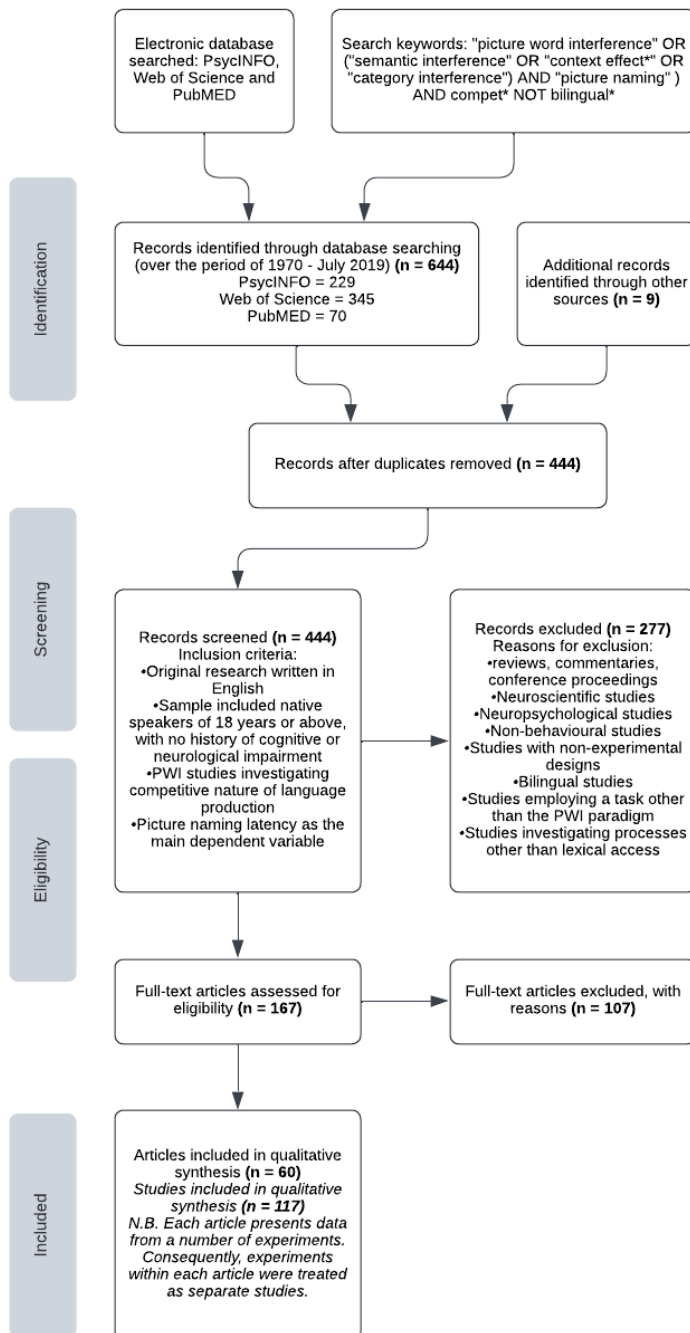 Electronic database
searched: PsycINFO,
Web of Science and
PubMED
Search keywords: "picture word interference" OR
("semantic interference" OR "context effect*" OR
"category interference") AND "picture naming" )
AND compet* NOT bilingual*
Identification
Records identified through database searching
(over the period of 1970 - July 2019) (n = 644)
PsycINFO = 229
Web of Science = 345
PubMED = 70
Additional records
identified through other
sources (n = 9)
Records after duplicates removed (n = 444)
Screening
Records screened (n = 444)
Inclusion criteria:
•Original research written in
English
•Sample included native
speakers of 18 years or above,
with no history of cognitive or
neurological impairment
•PWI studies investigating
competitive nature of language
production
•Picture naming latency as the
main dependent variable
Records excluded (n = 277)
Reasons for exclusion:
•reviews, commentaries,
conference proceedings
•Neuroscientific studies
•Neuropsychological studies
•Non-behavioural studies
•Studies with non-experimental
designs
•Bilingual studies
•Studies employing a task other
than the PWI paradigm
•Studies investigating processes
other than lexical access
Eligibility
Full-text articles assessed for
eligibility (n = 167)
Full-text articles excluded, with
reasons (n = 107)
Included
Articles included in qualitative
synthesis (n = 60)
Studies included in qualitative
synthesis (n = 117)
N.B. Each article presents data
from a number of experiments.
Consequently, experiments
within each article were treated
as separate studies.